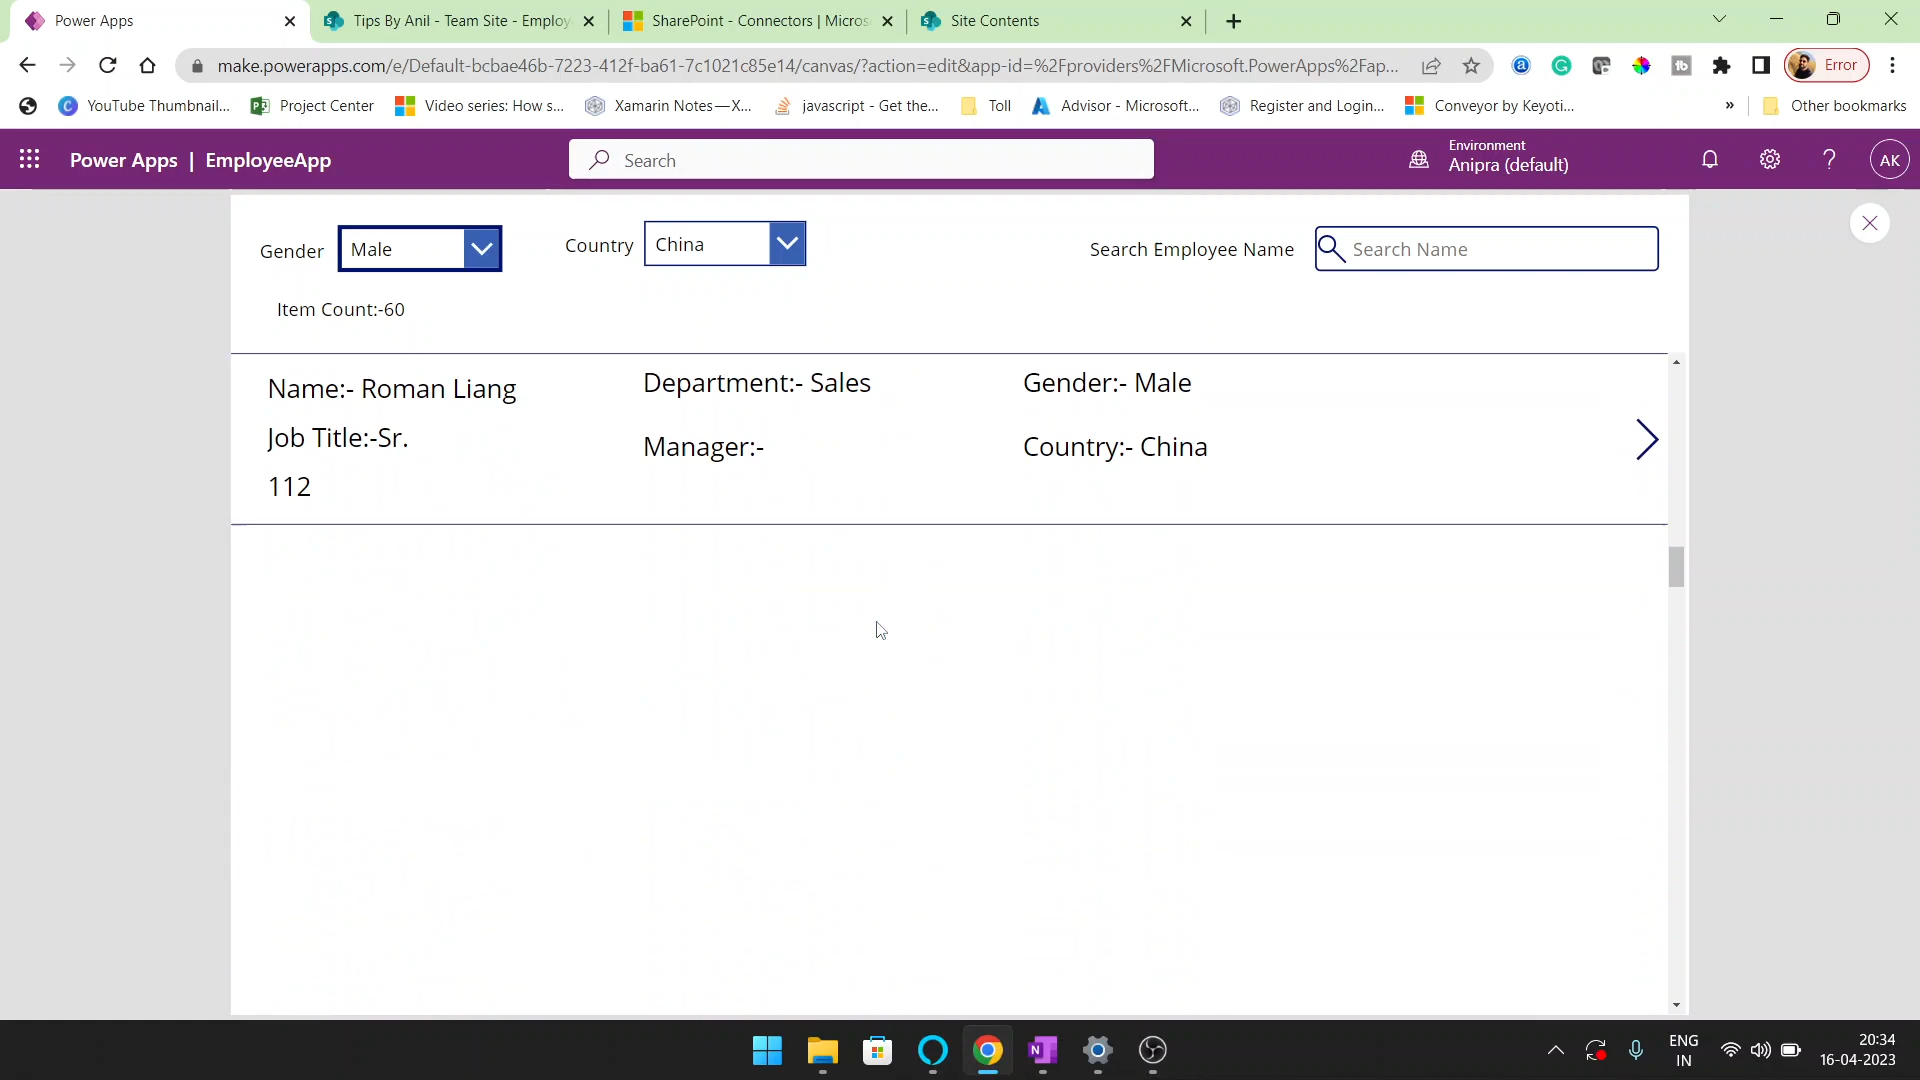 Power Apps
Tips By Anil - Team Site - Employ
SharePoint - Connectors | Micros
Site Contents
make.powerapps.com/e/Default-bcbae46b-7223-412f-ba61-7c1021c85e14/canvas/?action=edit&app-id=%2Fproviders%2FMicrosoft.PowerApps%2Fap...
Error
YouTube Thumbnail...
Project Center
Video series: How s...
Xamarin Notes—X...
javascript - Get the...
Toll
Advisor - Microsoft...
Register and Login...
Conveyor by Keyoti...
»
Other bookmarks
Power Apps | EmployeeApp
Search
Environment
Anipra (default)
AK
Gender
Male
Country
China
Search Employee Name
Search Name
Item Count:-60
Name:- Roman Liang
Department:- Sales
Gender:- Male
Job Title:-Sr.
Manager:-
Country:- China
112
ENG
IN
20:34
16-04-2023